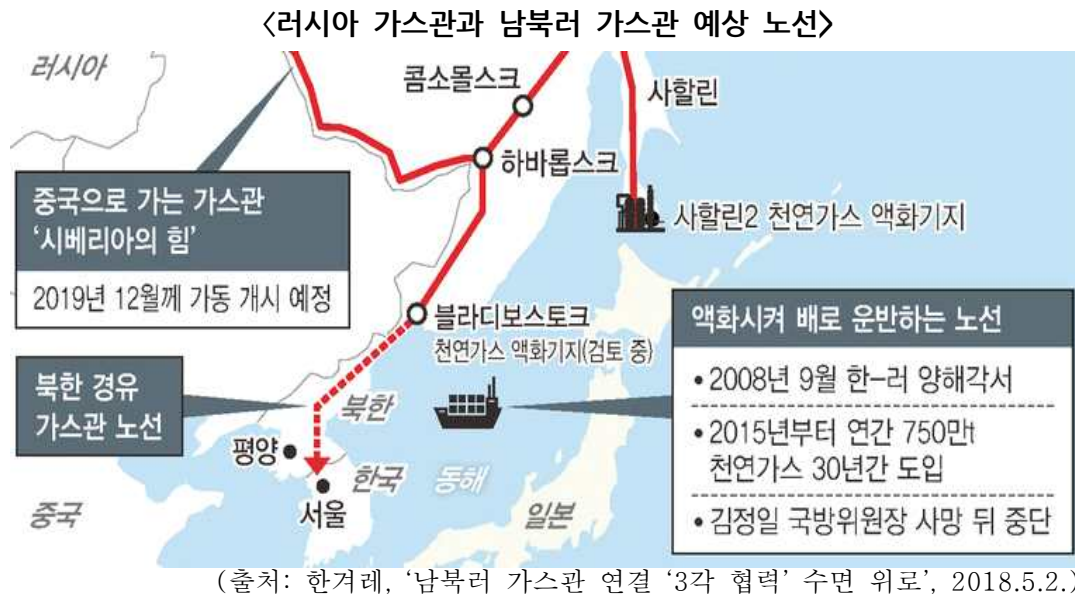 <러시아 가스관과 남북러 가스관 예상 노선>
러시아
콤소몰스크
사할린
하바롭스크
중국으로 가는 가스관
‘시베리아의 힘’
2019년 12월께 가동 개시 예정
사할린2 천연가스 액화기지
블라디보스토크
천연가스 액화기지(검토 중)
액화시켜 배로 운반하는 노선
•2008년 9월 한–러 양해각서
•2015년부터 연간 750만t
천연가스 30년간 도입
•김정일 국방위원장 사망 뒤 중단
북한 경유
가스관 노선
북한
평양
한국
동해
서울
일본
중국
(출처: 한겨레, ‘남북러 가스관 연결 ‘3각 협력’ 수면 위로’, 2018.5.2.)